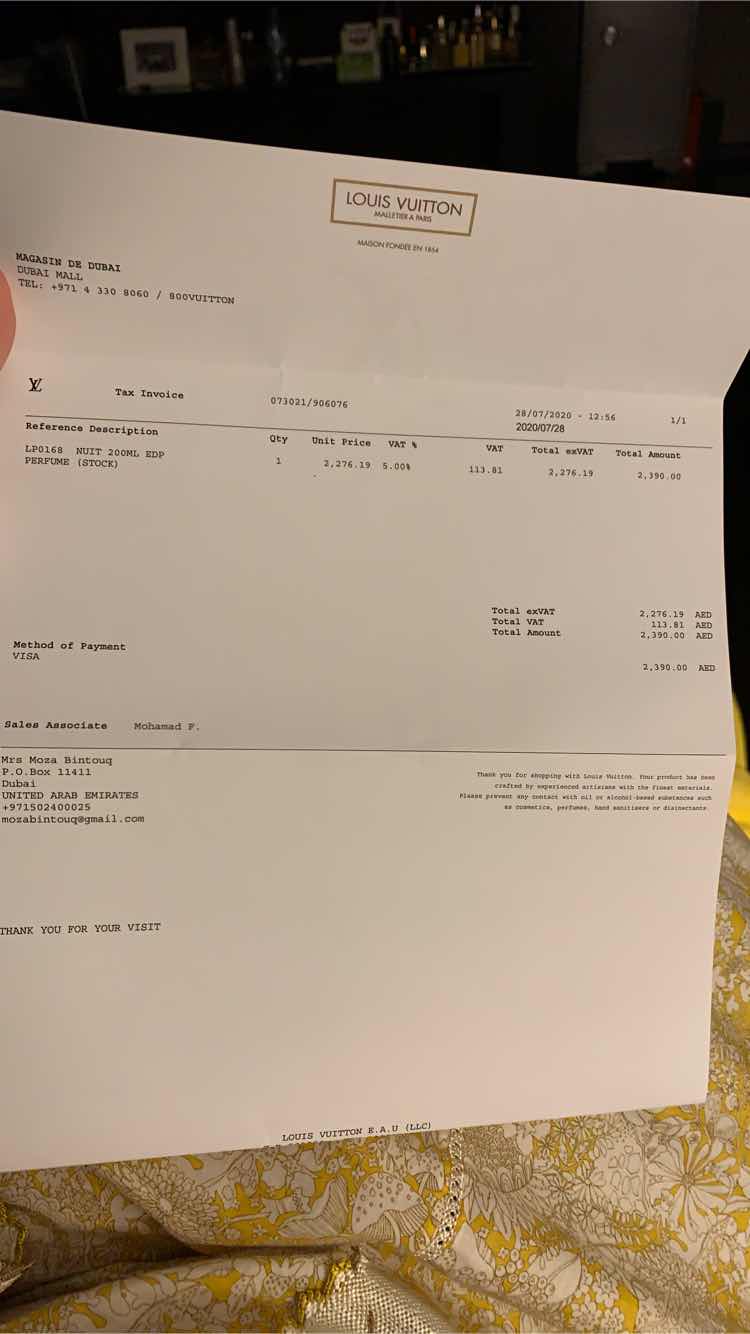 LOUIS VUITTON
MALLETIER A PARIS
MAISON FONDÉE EN 1854
MAGASIN DE DUBAI
DUBAI MALL
TEL: +971 4 330 8060 / 800VUITTON
LV Tax Invoice 073021/906076 28/07/2020 - 12:56 1/1
2020/07/28
Reference Description Qty Unit Price VAT % VAT Total exVAT Total Amount
LP0168 NUIT 200ML EDP 1 2,276.19 5.00% 113.81 2,276.19 2,390.00
PERFUME (STOCK)
Total exVAT 2,276.19 AED
Total VAT 113.81 AED
Total Amount 2,390.00 AED
Method of Payment
VISA 2,390.00 AED
Sales Associate Mohamad F.
Mrs Moza Bintouq
P.O.Box 11411
Dubai
UNITED ARAB EMIRATES
+971502400025
mozabintouq@gmail.com
Thank you for shopping with Louis Vuitton. Your product has been
crafted by experienced artisians with the finest materials.
Please prevent any contact with oil or alcohol-based substances such
as cosmetics, perfumes, hand sanitizers or disinectants.
THANK YOU FOR YOUR VISIT
LOUIS VUITTON E.A.U (LLC)